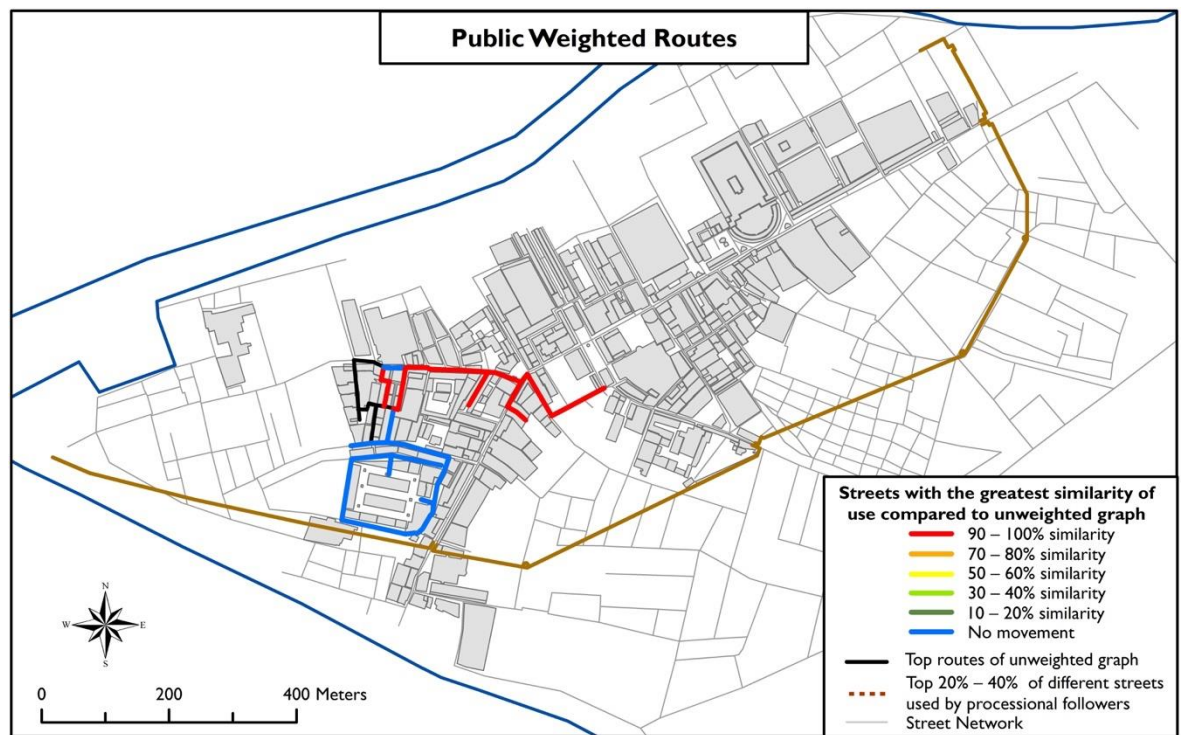 Public Weighted Routes
N
W
E
S
0 200 400 Meters
Streets with the greatest similarity of
use compared to unweighted graph
90 – 100% similarity
70 – 80% similarity
50 – 60% similarity
30 – 40% similarity
10 – 20% similarity
No movement
Top routes of unweighted graph
Top 20% – 40% of different streets
used by processional followers
Street Network